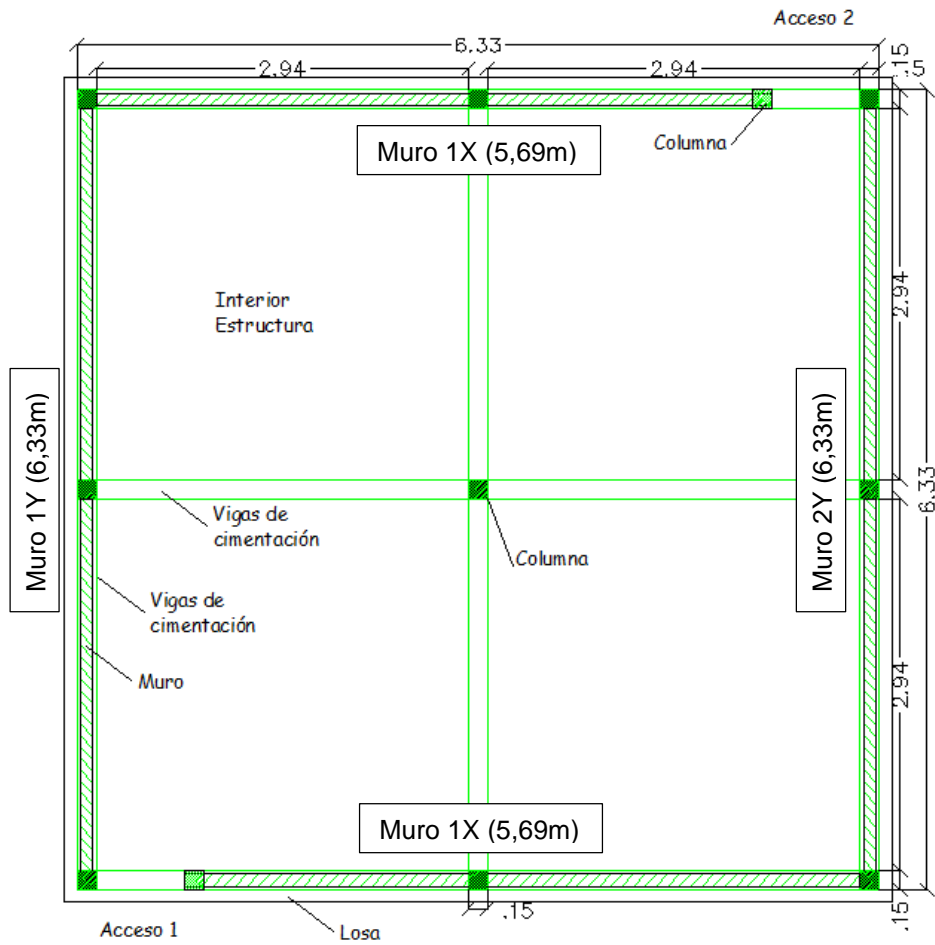 Acceso 2
6.33
.15
2.94
2.94
.15
Muro 1X (5,69m)
Columna
Interior
Estructura
2.94
Muro 1Y (6,33m)
Muro 2Y (6,33m)
6.33
Vigas de
cimentación
Columna
Vigas de
cimentación
Muro
2.94
Muro 1X (5,69m)
.15
.15
Acceso 1
Losa